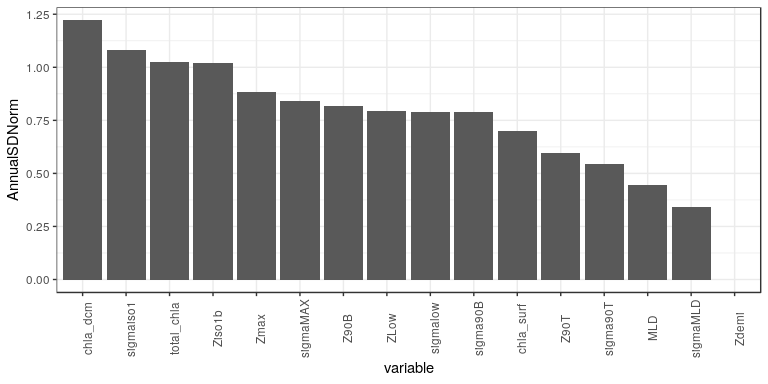 1.25
1.00
0.75
0.50
0.25
0.00
AnnualSDNorm
chla_dcm
sigmaIso1
total_chla
ZIso1b
Zmax
sigmaMAX
Z90B
ZLow
sigmalow
sigma90B
chla_surf
Z90T
sigma90T
MLD
sigmaMLD
Zdemi
variable